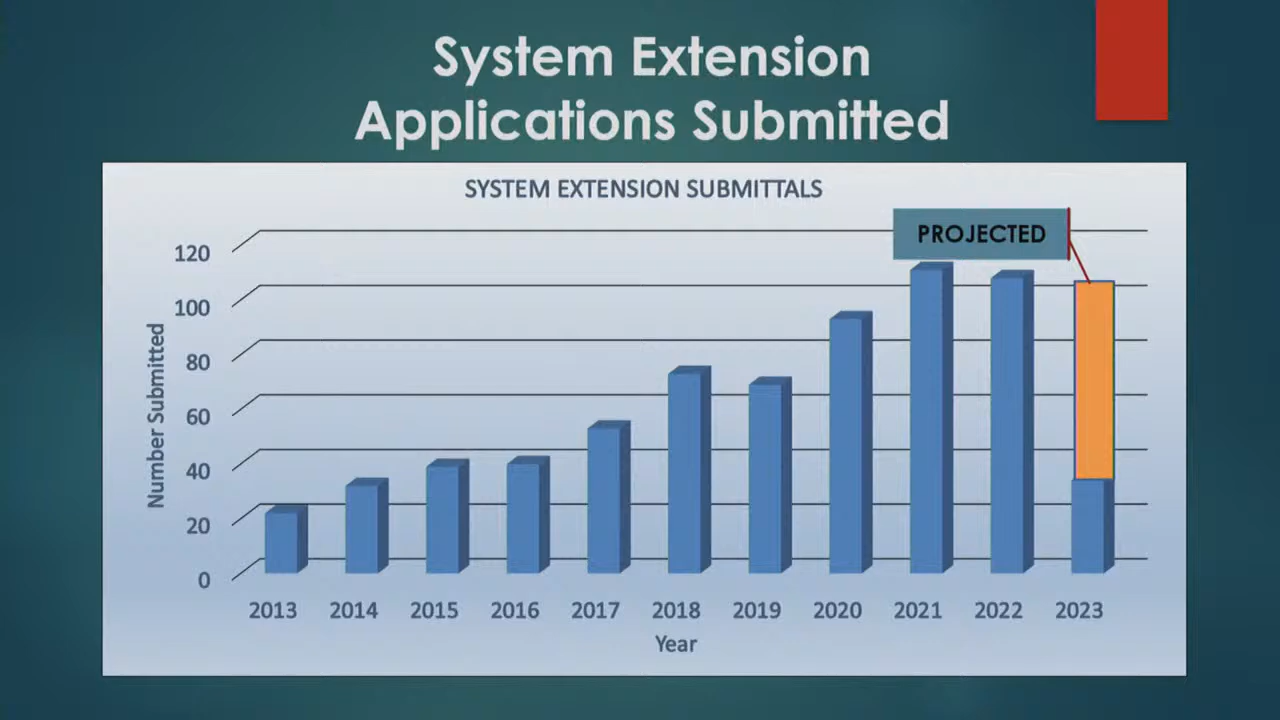 System Extension
Applications Submitted
SYSTEM EXTENSION SUBMITTALS
PROJECTED
120
100
80
60
40
20
0
Number Submitted
2013 2014 2015 2016 2017 2018 2019 2020 2021 2022 2023
Year